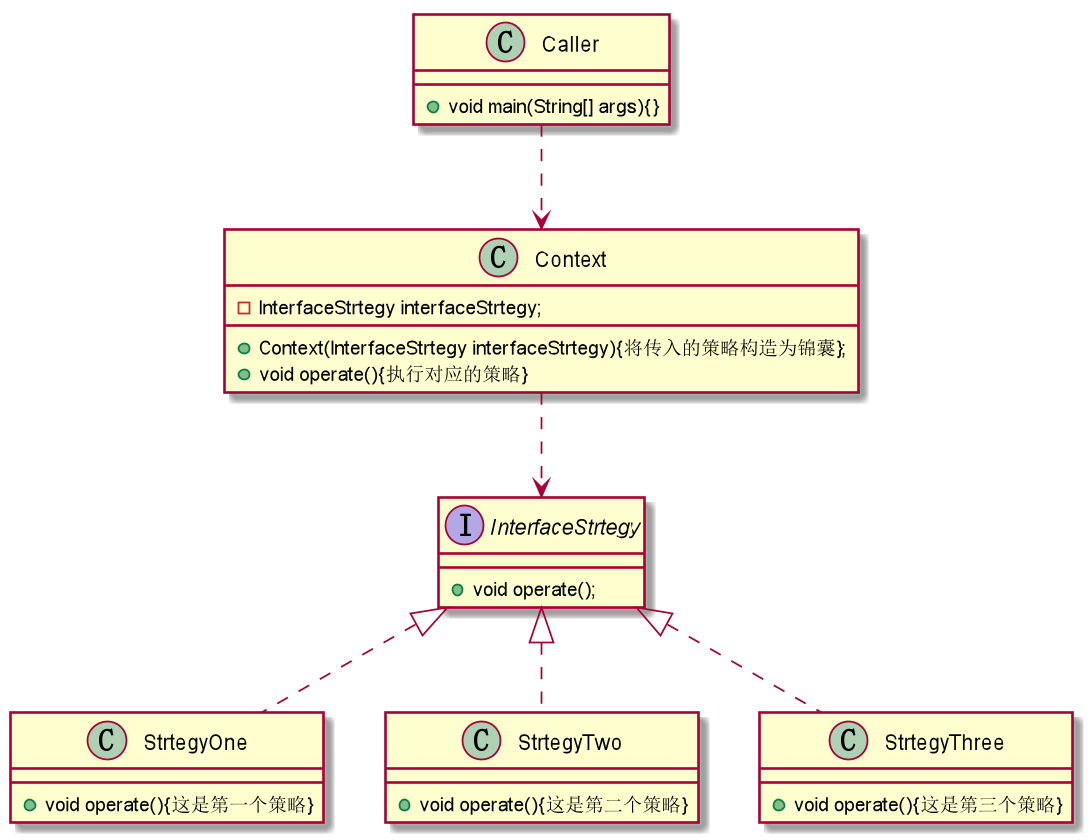 C Caller
void main(String[] args){}
C Context
InterfaceStrtegy interfaceStrtegy;
Context(InterfaceStrtegy interfaceStrtegy){将传入的策略构造为锦囊};
void operate(){执行对应的策略}
I InterfaceStrtegy
void operate();
C StrtegyOne
void operate(){这是第一个策略}
C StrtegyTwo
void operate(){这是第二个策略}
C StrtegyThree
void operate(){这是第三个策略}